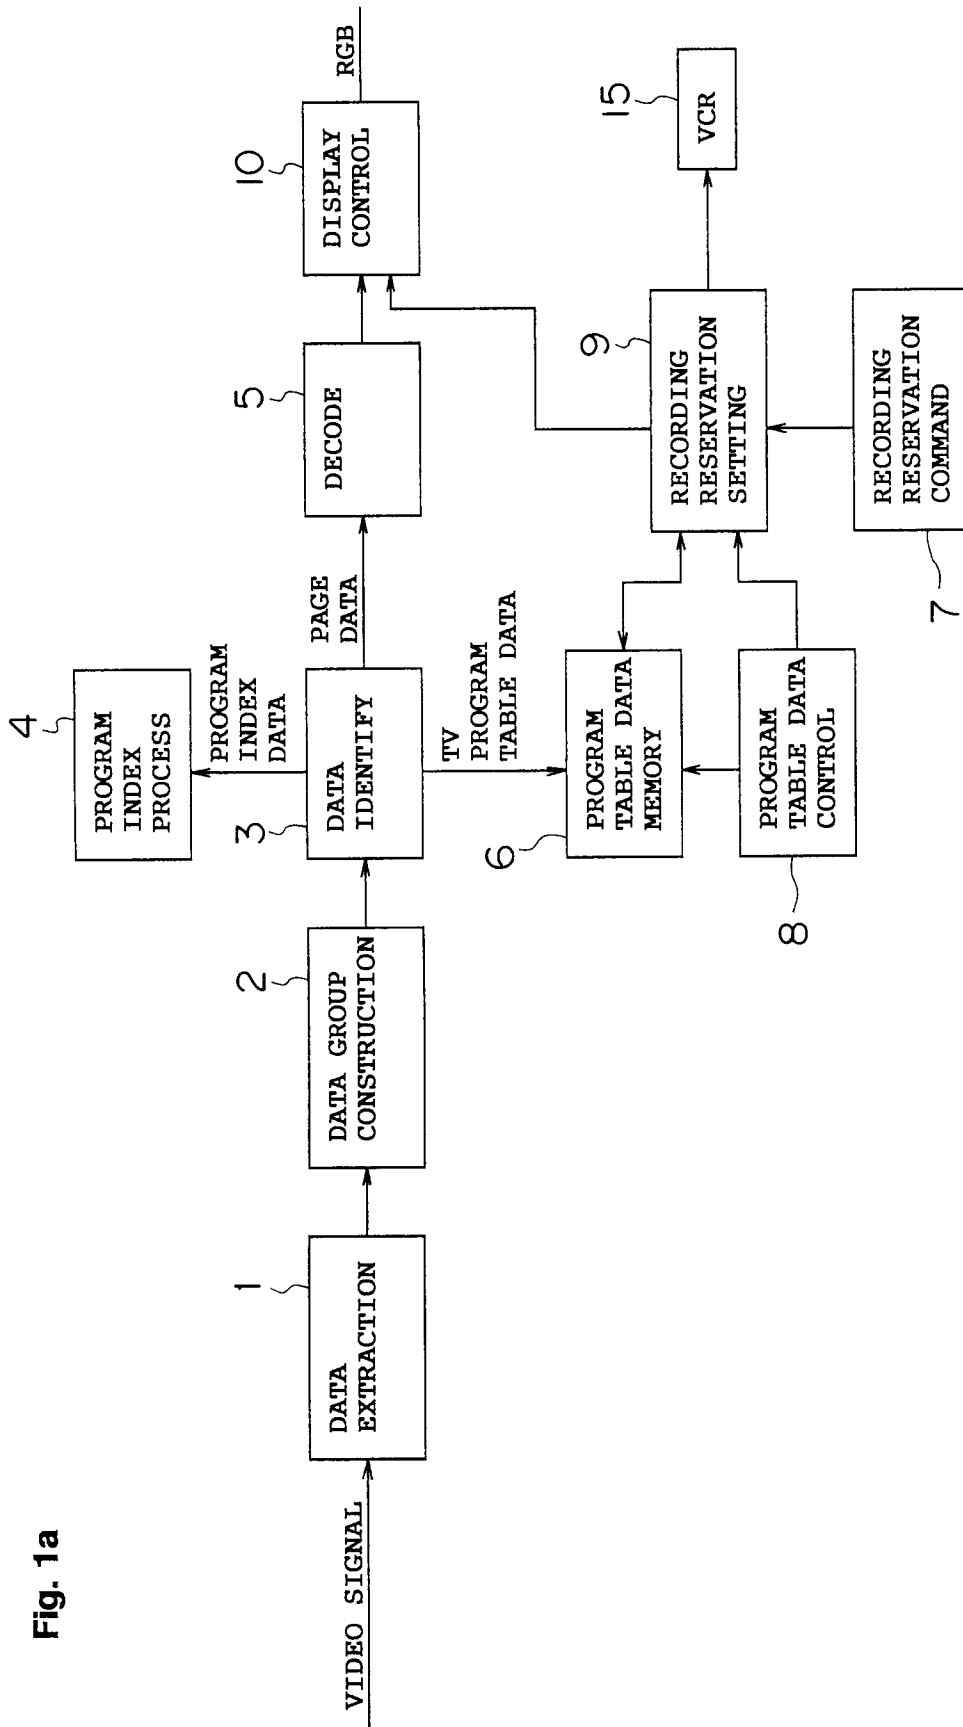 Fig. 1a
VIDEO SIGNAL
1
DATA
EXTRACTION
2
DATA GROUP
CONSTRUCTION
3
DATA
IDENTIFY
PROGRAM
INDEX
DATA
4
PROGRAM
INDEX
PROCESS
PAGE
DATA
5
DECODE
10
DISPLAY
CONTROL
RGB
TV
PROGRAM
TABLE DATA
6
PROGRAM
TABLE DATA
MEMORY
8
PROGRAM
TABLE DATA
CONTROL
9
RECORDING
RESERVATION
SETTING
7
RECORDING
RESERVATION
COMMAND
15
VCR